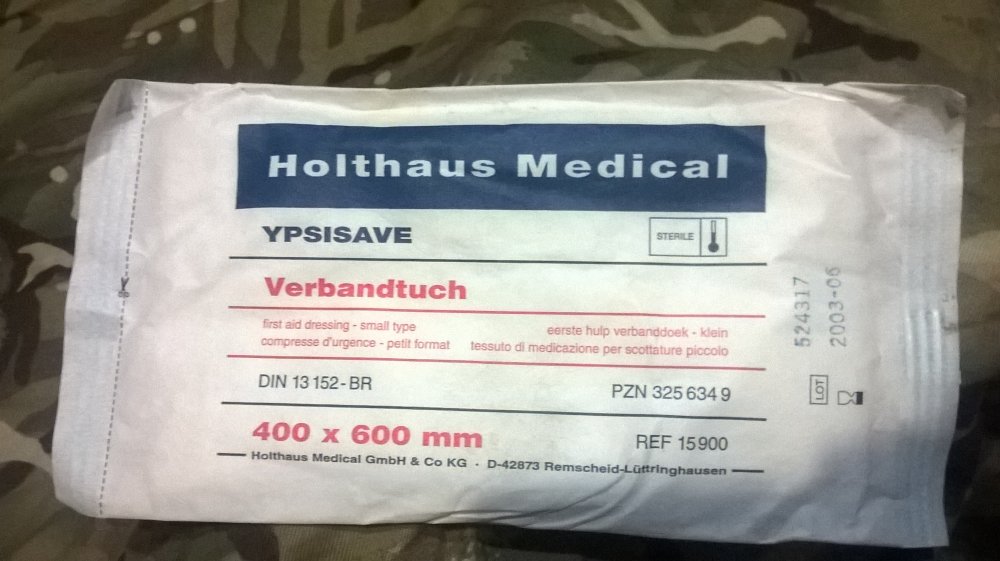 Holthaus Medical
YPSISAVE
STERILE
Verbandtuch
first aid dressing - small type
eerste hulp verbanddoek - klein
compresse d'urgence - petit format
tessuto di medicazione per scottature piccolo
DIN 13 152 - BR
PZN 325 634 9
400 x 600 mm
REF 15 900
Holthaus Medical GmbH & Co KG · D-42873 Remscheid-Lüttringhausen
524317
2003-06
LOT